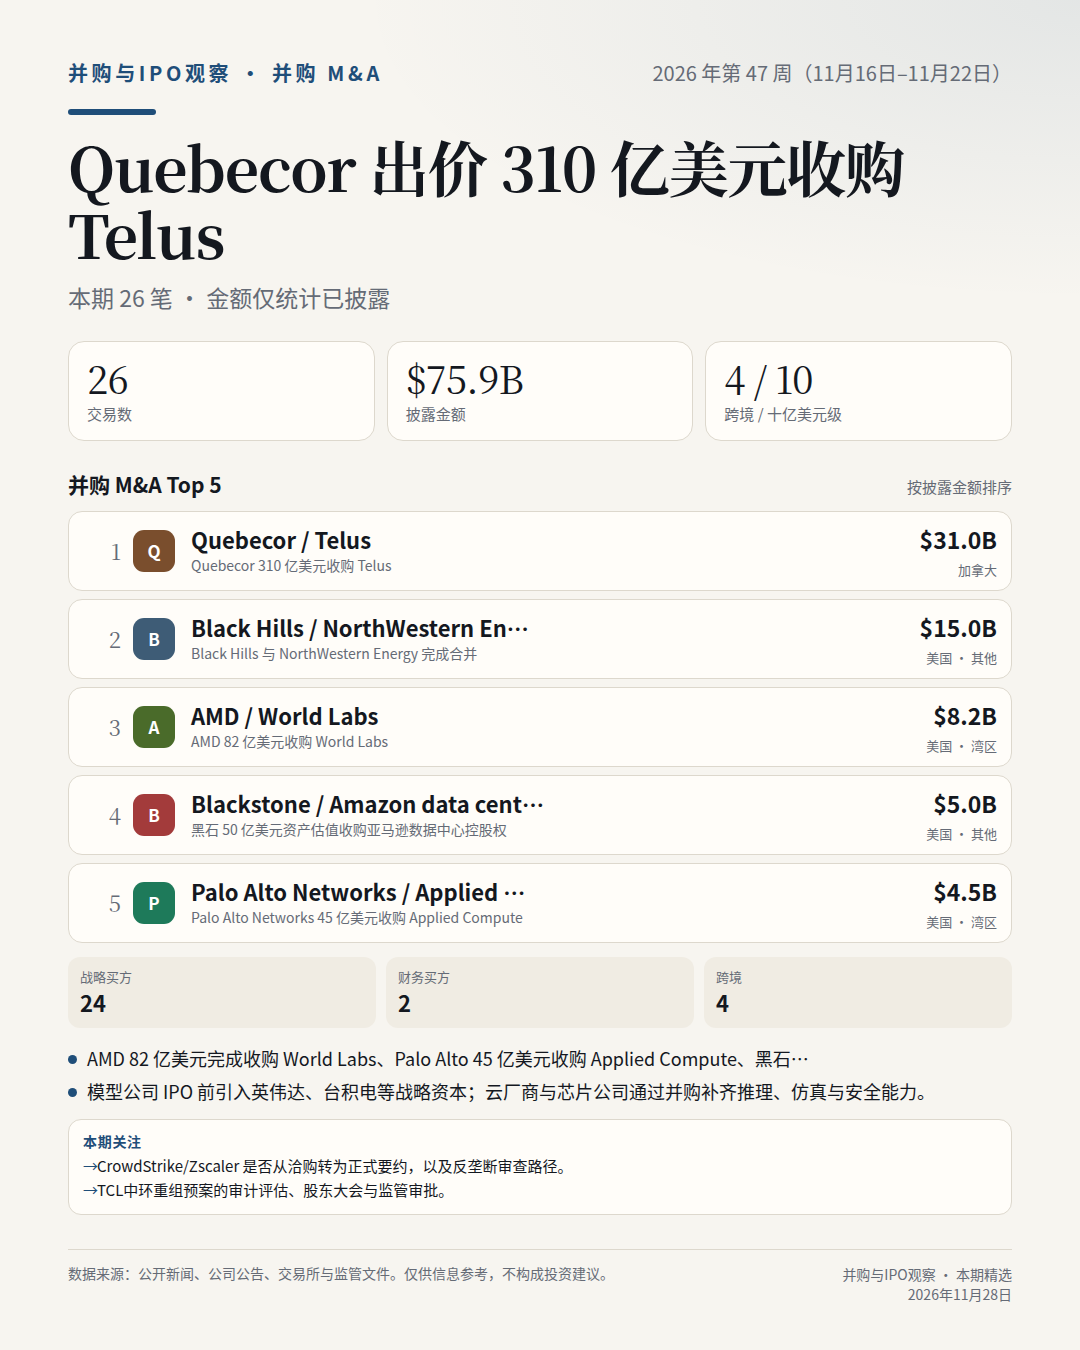 并购与IPO观察 · 并购 M&A
2026 年第 47 周（11月16日–11月22日）
Quebecor 出价 310 亿美元收购
Telus
本期 26 笔 · 金额仅统计已披露
26
交易数
$75.9B
披露金额
4 / 10
跨境 / 十亿美元级
并购 M&A Top 5
按披露金额排序
1
Q
Quebecor / Telus
Quebecor 310 亿美元收购 Telus
$31.0B
加拿大
2
B
Black Hills / NorthWestern En…
Black Hills 与 NorthWestern Energy 完成合并
$15.0B
美国 · 其他
3
A
AMD / World Labs
AMD 82 亿美元收购 World Labs
$8.2B
美国 · 湾区
4
B
Blackstone / Amazon data cent…
黑石 50 亿美元资产估值收购亚马逊数据中心控股权
$5.0B
美国 · 其他
5
P
Palo Alto Networks / Applied …
Palo Alto Networks 45 亿美元收购 Applied Compute
$4.5B
美国 · 湾区
战略买方
24
财务买方
2
跨境
4
AMD 82 亿美元完成收购 World Labs、Palo Alto 45 亿美元收购 Applied Compute、黑石…
模型公司 IPO 前引入英伟达、台积电等战略资本；云厂商与芯片公司通过并购补齐推理、仿真与安全能力。
本期关注
→CrowdStrike/Zscaler 是否从洽购转为正式要约，以及反垄断审查路径。
→TCL中环重组预案的审计评估、股东大会与监管审批。
数据来源：公开新闻、公司公告、交易所与监管文件。仅供信息参考，不构成投资建议。
并购与IPO观察 · 本期精选
2026年11月28日